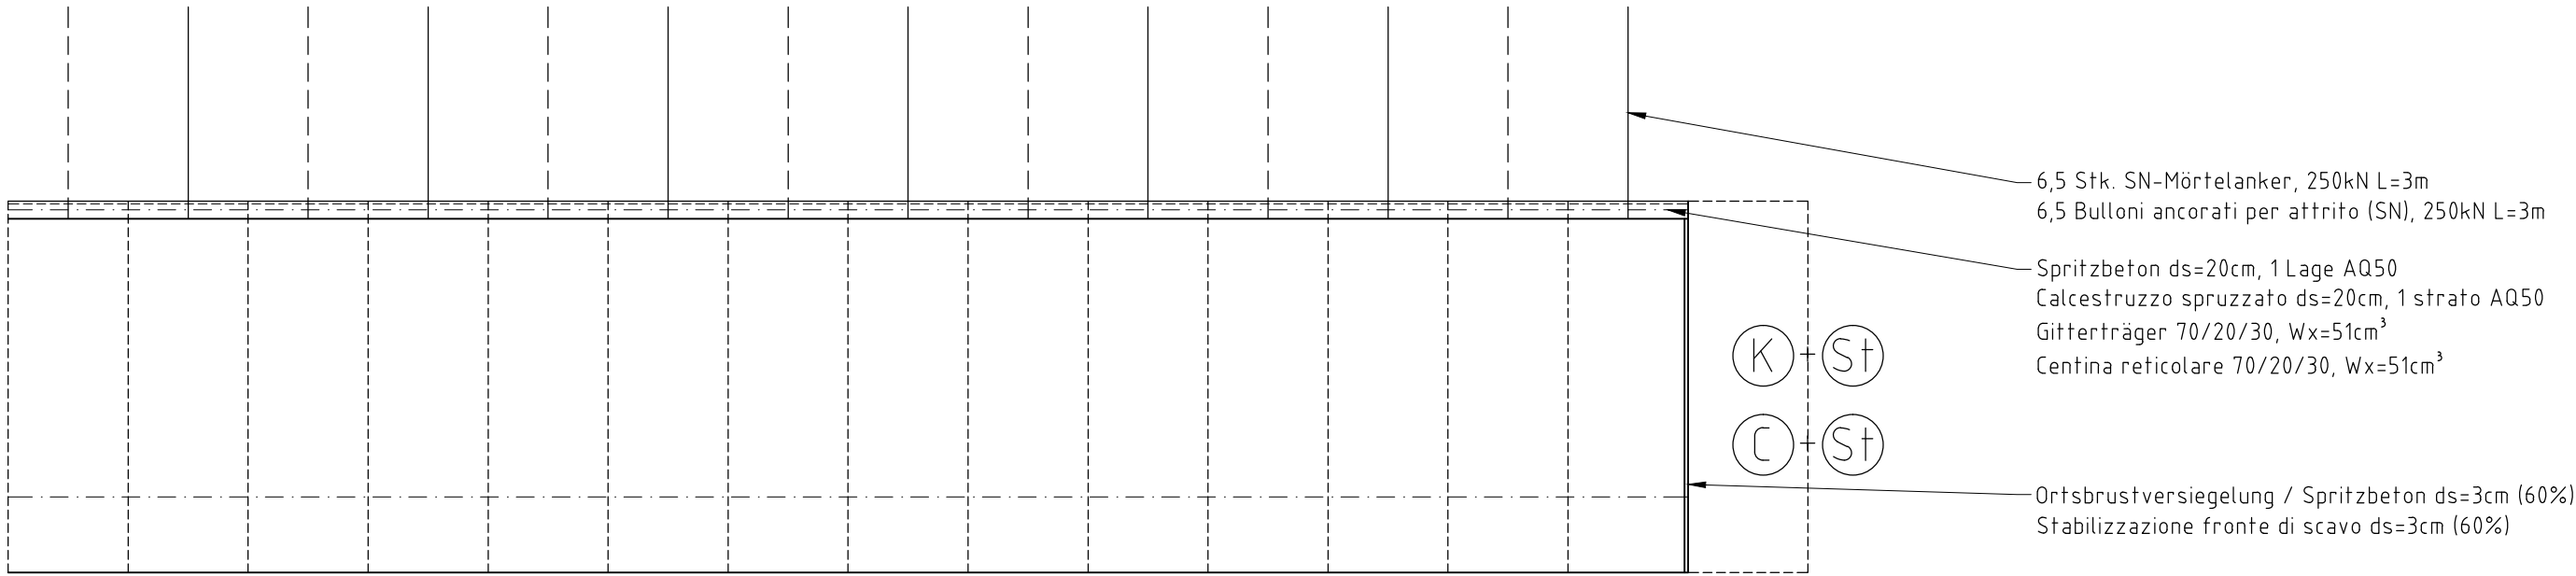 6,5 Stk. SN-Mörtelanker, 250kN L=3m
6,5 Bulloni ancorati per attrito (SN), 250kN L=3m
Spritzbeton ds=20cm, 1 Lage AQ50
Calcestruzzo spruzzato ds=20cm, 1 strato AQ50
Gitterträger 70/20/30, Wx=51cm³
Centina reticolare 70/20/30, Wx=51cm³
K + St
C + St
Ortsbrustversiegelung / Spritzbeton ds=3cm (60%)
Stabilizzazione fronte di scavo ds=3cm (60%)